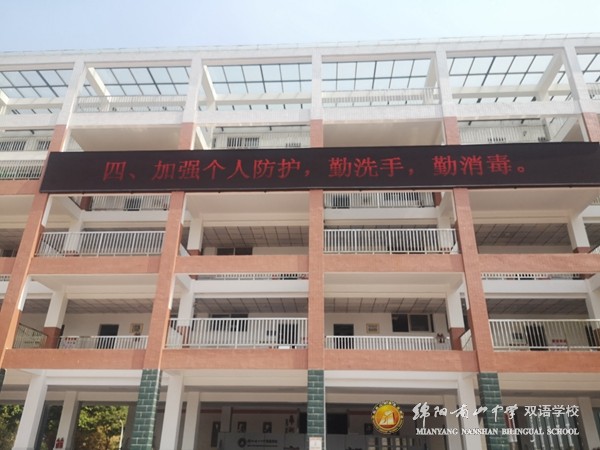 四、加强个人防护，勤洗手，勤消毒。
绵阳南山中学 双语学校
MIANYANG NANSHAN BILINGUAL SCHOOL